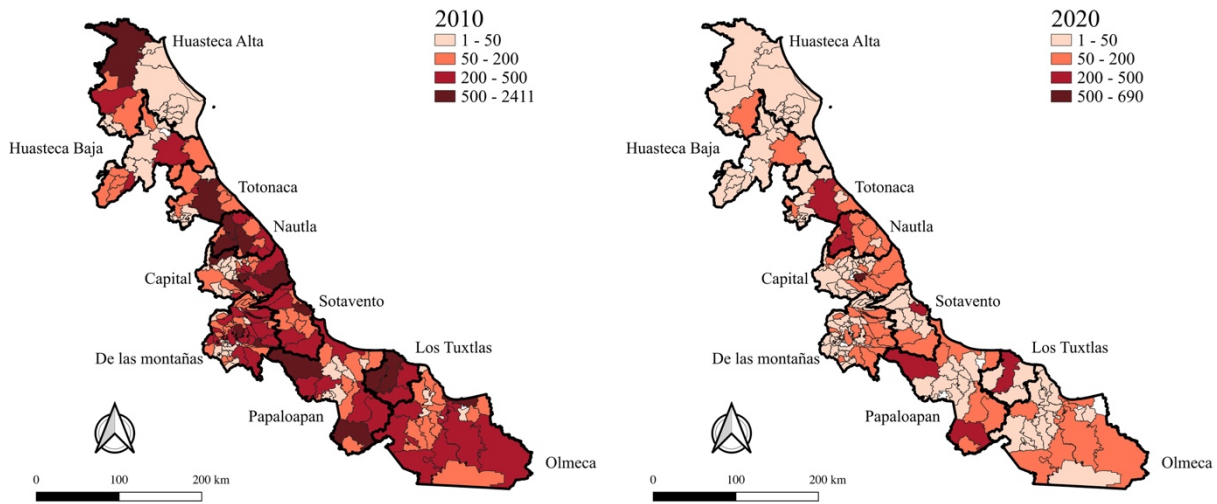 2010
1 - 50
50 - 200
200 - 500
500 - 2411
Huasteca Alta
Huasteca Baja
Totonaca
Nautla
Capital
Sotavento
De las montañas
Los Tuxtlas
Papaloapan
Olmeca
0 100 200 km
2020
1 - 50
50 - 200
200 - 500
500 - 690
Huasteca Alta
Huasteca Baja
Totonaca
Nautla
Capital
Sotavento
De las montañas
Los Tuxtlas
Papaloapan
Olmeca
0 100 200 km